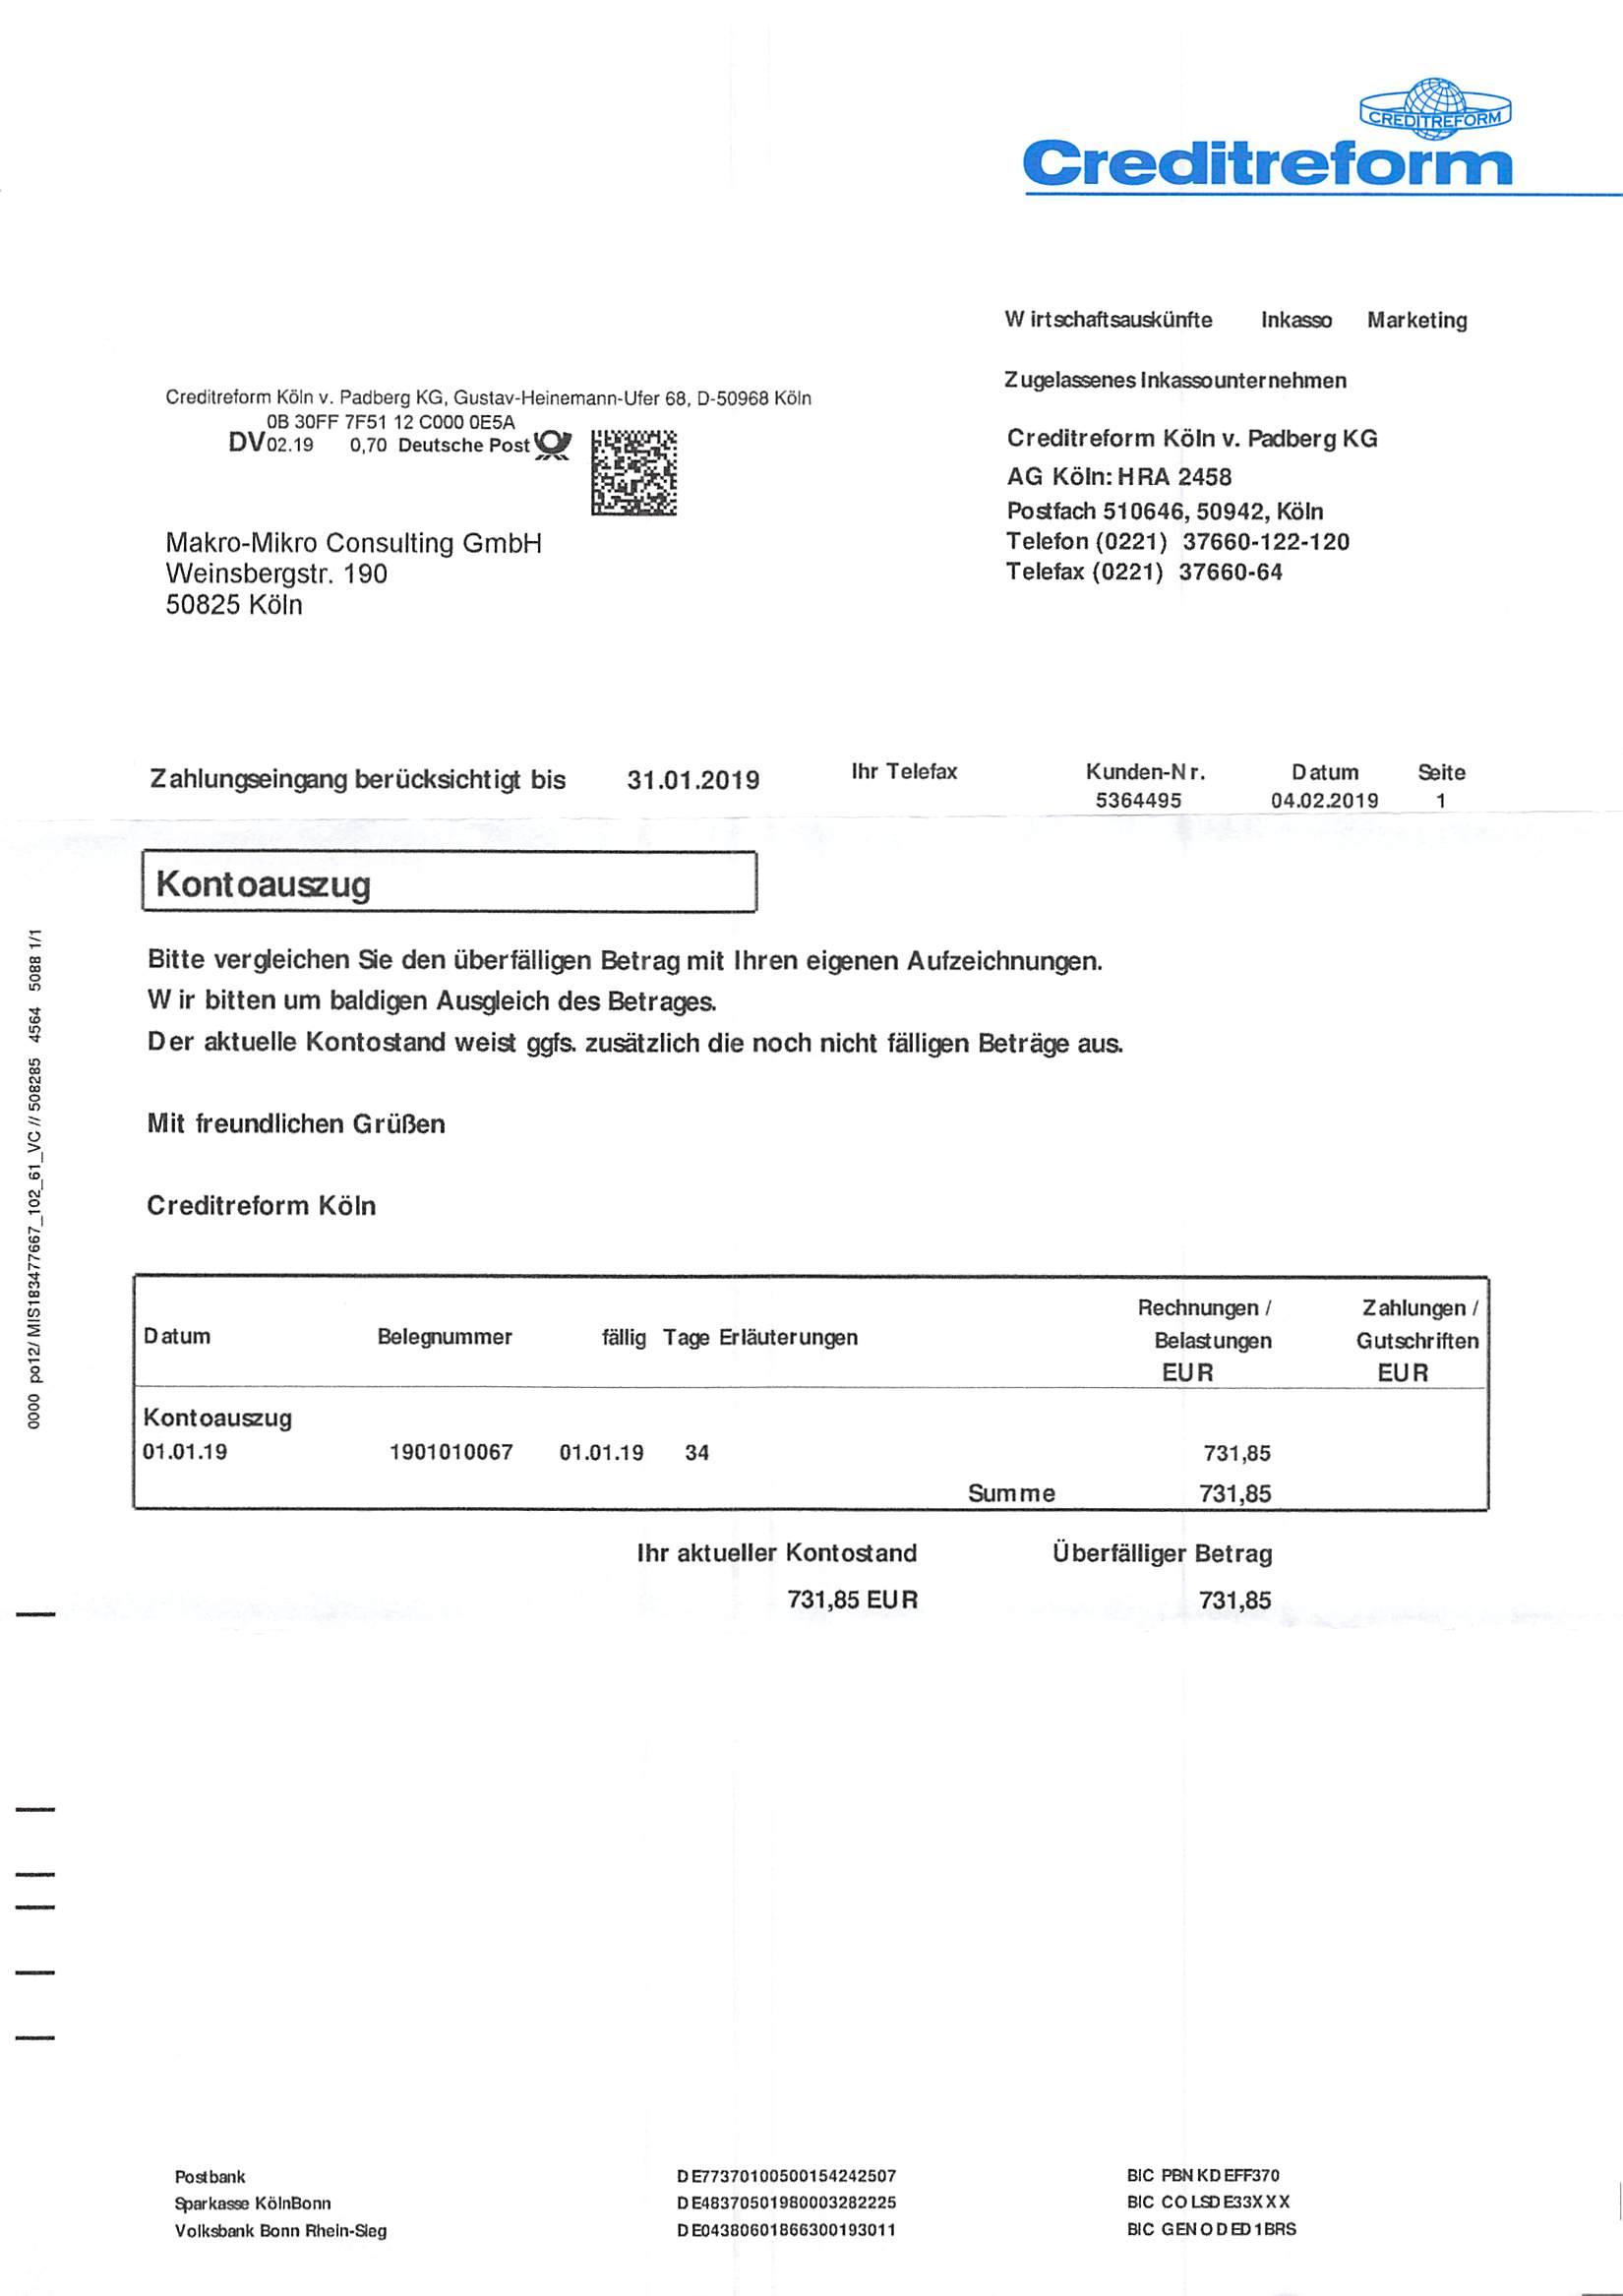 CREDITREFORM
Creditreform
Wirtschaftsauskünfte Inkasso Marketing
Zugelassenes Inkassounternehmen
Creditreform Köln v. Padberg KG, Gustav-Heinemann-Ufer 68, D-50968 Köln
0B 30FF 7F51 12 C000 0E5A
DV 02.19 0,70 Deutsche Post
Creditreform Köln v. Padberg KG
AG Köln: HRA 2458
Postfach 510646, 50942, Köln
Telefon (0221) 37660-122-120
Telefax (0221) 37660-64
Makro-Mikro Consulting GmbH
Weinsbergstr. 190
50825 Köln
Zahlungseingang berücksichtigt bis 31.01.2019
Ihr Telefax Kunden-Nr. Datum Seite
5364495 04.02.2019 1
Kontoauszug
Bitte vergleichen Sie den überfälligen Betrag mit Ihren eigenen Aufzeichnungen.
Wir bitten um baldigen Ausgleich des Betrages.
Der aktuelle Kontostand weist ggfs. zusätzlich die noch nicht fälligen Beträge aus.
Mit freundlichen Grüßen
Creditreform Köln
0000 po12/ MIS183477667_102_61_VC // 508285 4564 5088 1/1
Rechnungen / Zahlungen /
Datum Belegnummer fällig Tage Erläuterungen Belastungen Gutschriften
EUR EUR
Kontoauszug
01.01.19 1901010067 01.01.19 34 731,85
Summe 731,85
Ihr aktueller Kontostand Überfälliger Betrag
731,85 EUR 731,85
Postbank DE77370100500154242507 BIC PBNKDEFF370
Sparkasse KölnBonn DE48370501980003282225 BIC COLSDE33XXX
Volksbank Bonn Rhein-Sieg DE04380601866300193011 BIC GENODED1BRS